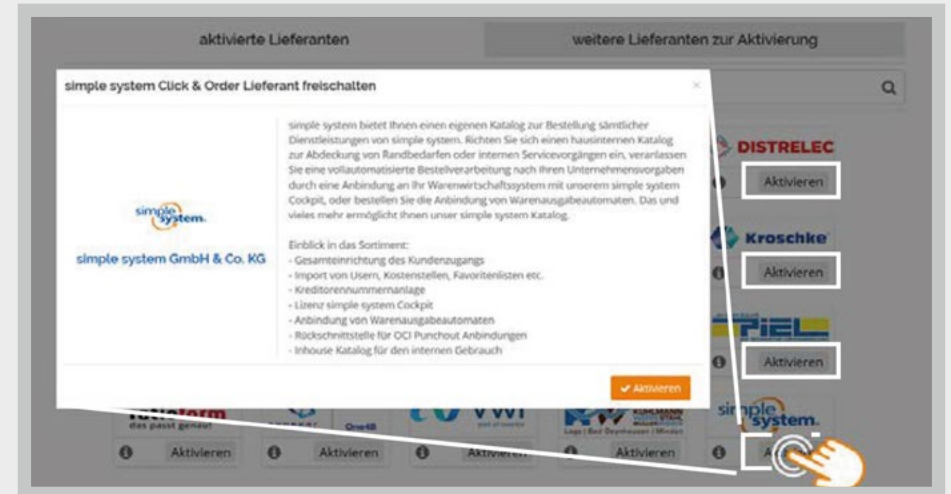 aktivierte Lieferanten
weitere Lieferanten zur Aktivierung
simple system Click & Order Lieferant freischalten
×
simple system bietet Ihnen einen eigenen Katalog zur Bestellung sämtlicher
Dienstleistungen von simple system. Richten Sie sich einen hausinternen Katalog
zur Abdeckung von Randbedarfen oder internen Servicevorgängen ein, veranlassen
Sie eine vollautomatisierte Bestellverarbeitung nach Ihren Unternehmensvorgaben
durch eine Anbindung an Ihr Warenwirtschaftssystem mit unserem simple system
Cockpit, oder bestellen Sie die Anbindung von Warenausgabeautomaten. Das und
vieles mehr ermöglicht Ihnen unser simple system Katalog.
simple system.
simple system GmbH & Co. KG
Einblick in das Sortiment:
- Gesamteinrichtung des Kundenzugangs
- Import von Usern, Kostenstellen, Favoritenlisten etc.
- Kreditorennummernanlage
- Lizenz simple system Cockpit
- Anbindung von Warenausgabeautomaten
- Rückschnittstelle für OCI Punchout Anbindungen
- Inhouse Katalog für den internen Gebrauch
Aktivieren
DISTRELEC
Aktivieren
Kroschke
Aktivieren
PIEL
Aktivieren
ratioform
das passt genau!
One48
VWR
KUHLMANN
STAHL
simple system.
Aktivieren
Aktivieren
Aktivieren
Aktivieren